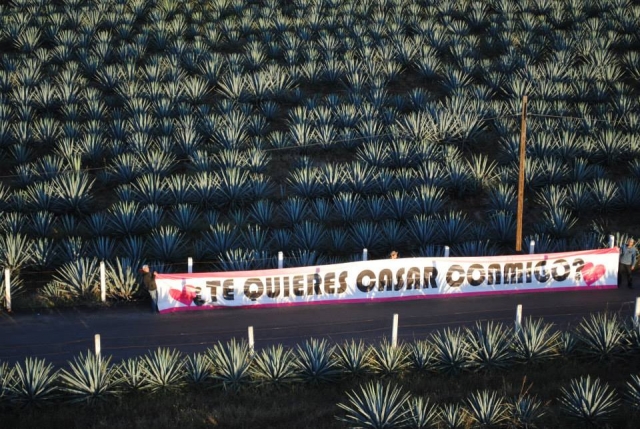 ¿TE QUIERES CASAR CONMIGO?